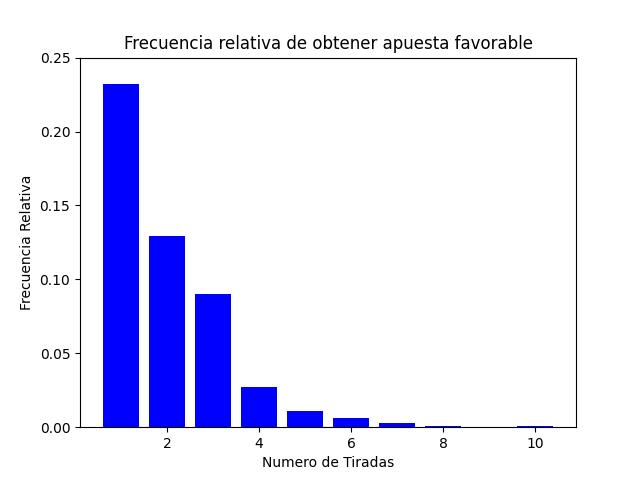 Frecuencia relativa de obtener apuesta favorable
0.25
0.20
0.15
0.10
0.05
0.00
Frecuencia Relativa
2 4 6 8 10
Numero de Tiradas